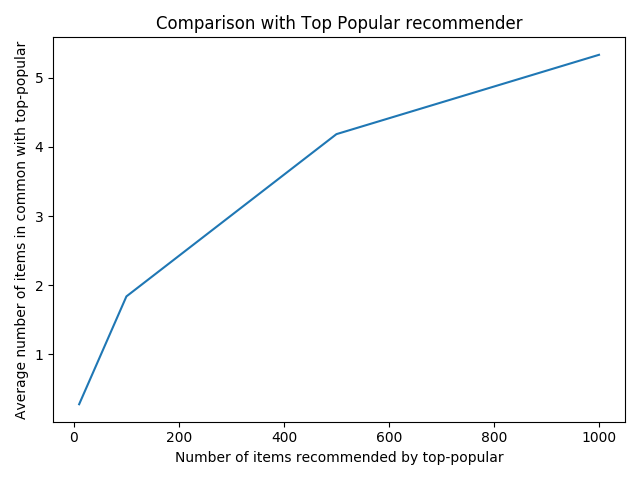 Comparison with Top Popular recommender
Average number of items in common with top-popular
5
4
3
2
1
0 200 400 600 800 1000
Number of items recommended by top-popular